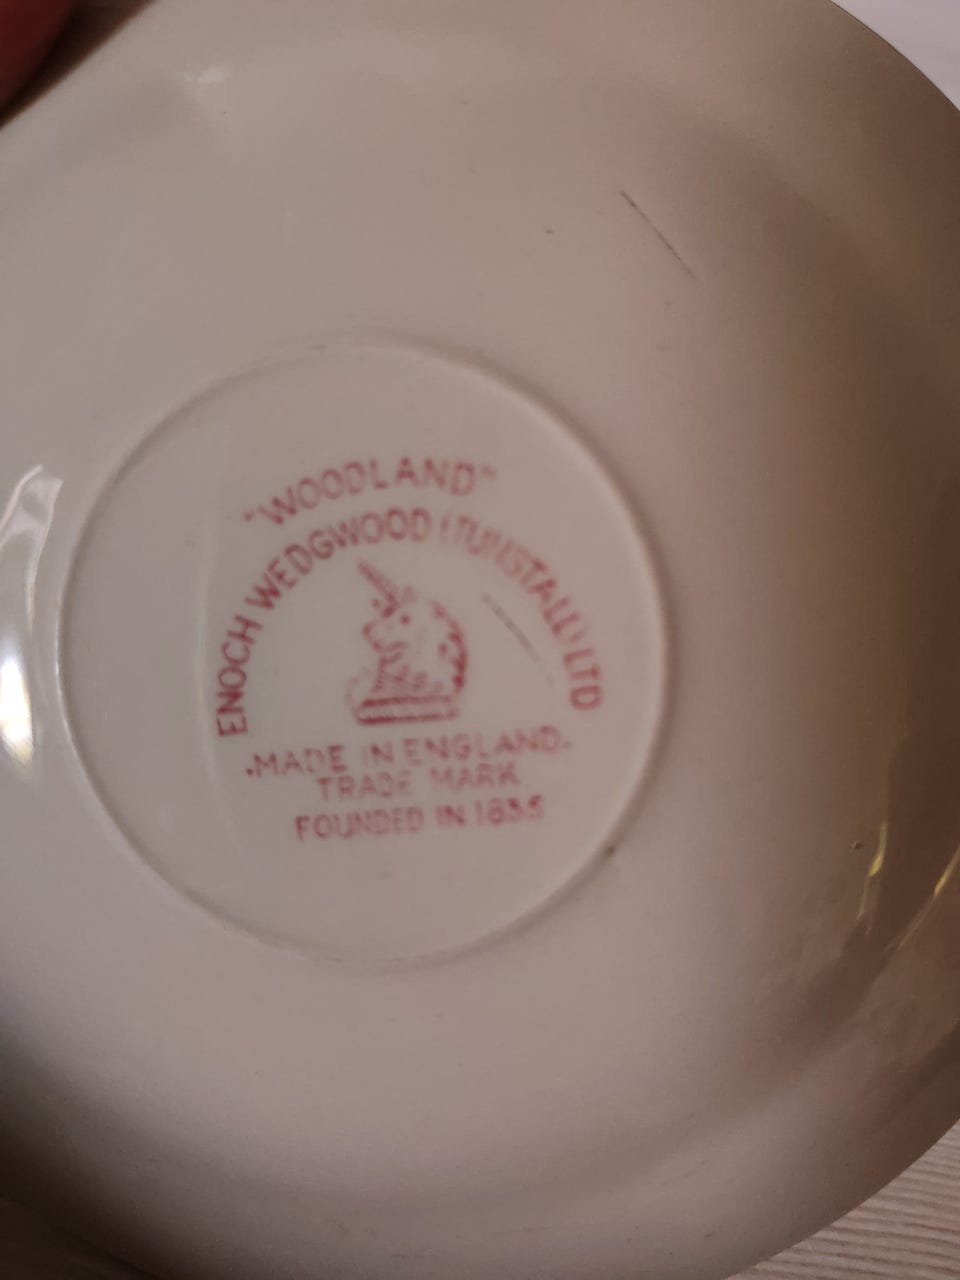 "WOODLAND"
ENOCH WEDGWOOD (TUNSTALL) LTD
·MADE IN ENGLAND·
TRADE MARK
FOUNDED IN 1835